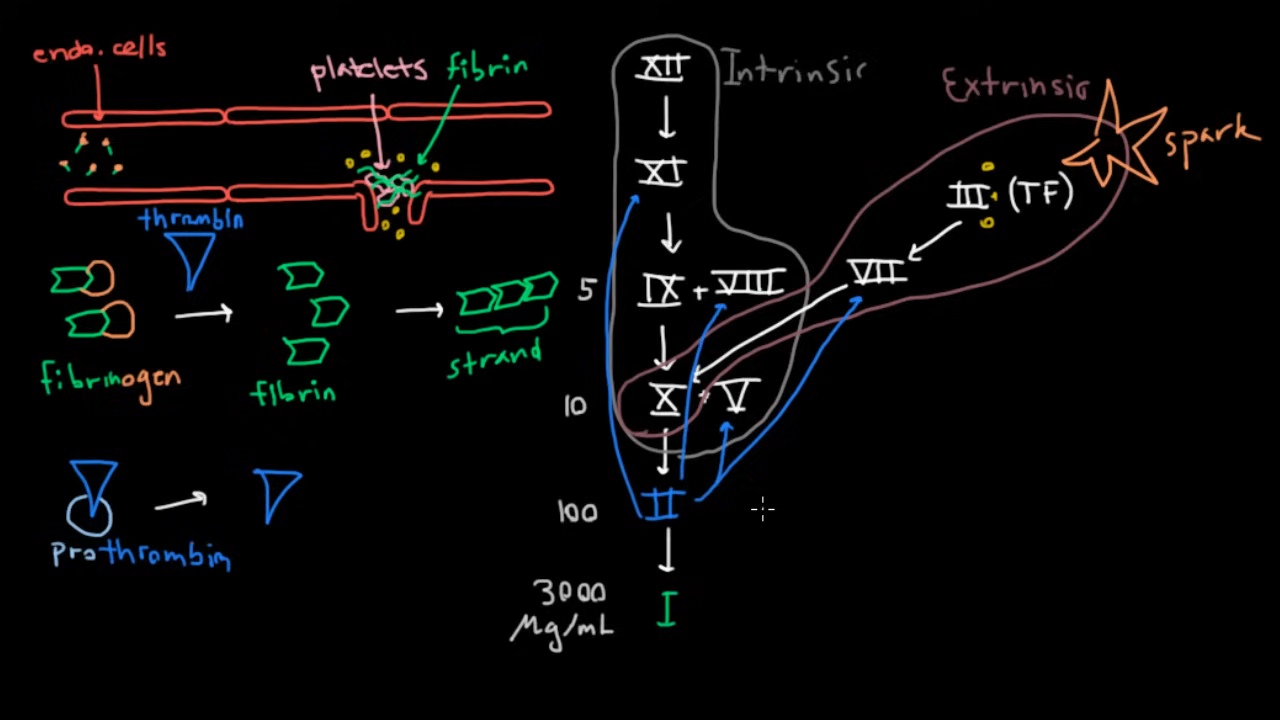 endo.cells
platelets
fibrin
thrombin
fibrinogen
fibrin
strand
prothrombin
XII
Intrinsic
XI
5 IX + VIII
10 X + V
100 II
3000
Mg/mL
I
Extrinsic
spark
III (TF)
VII